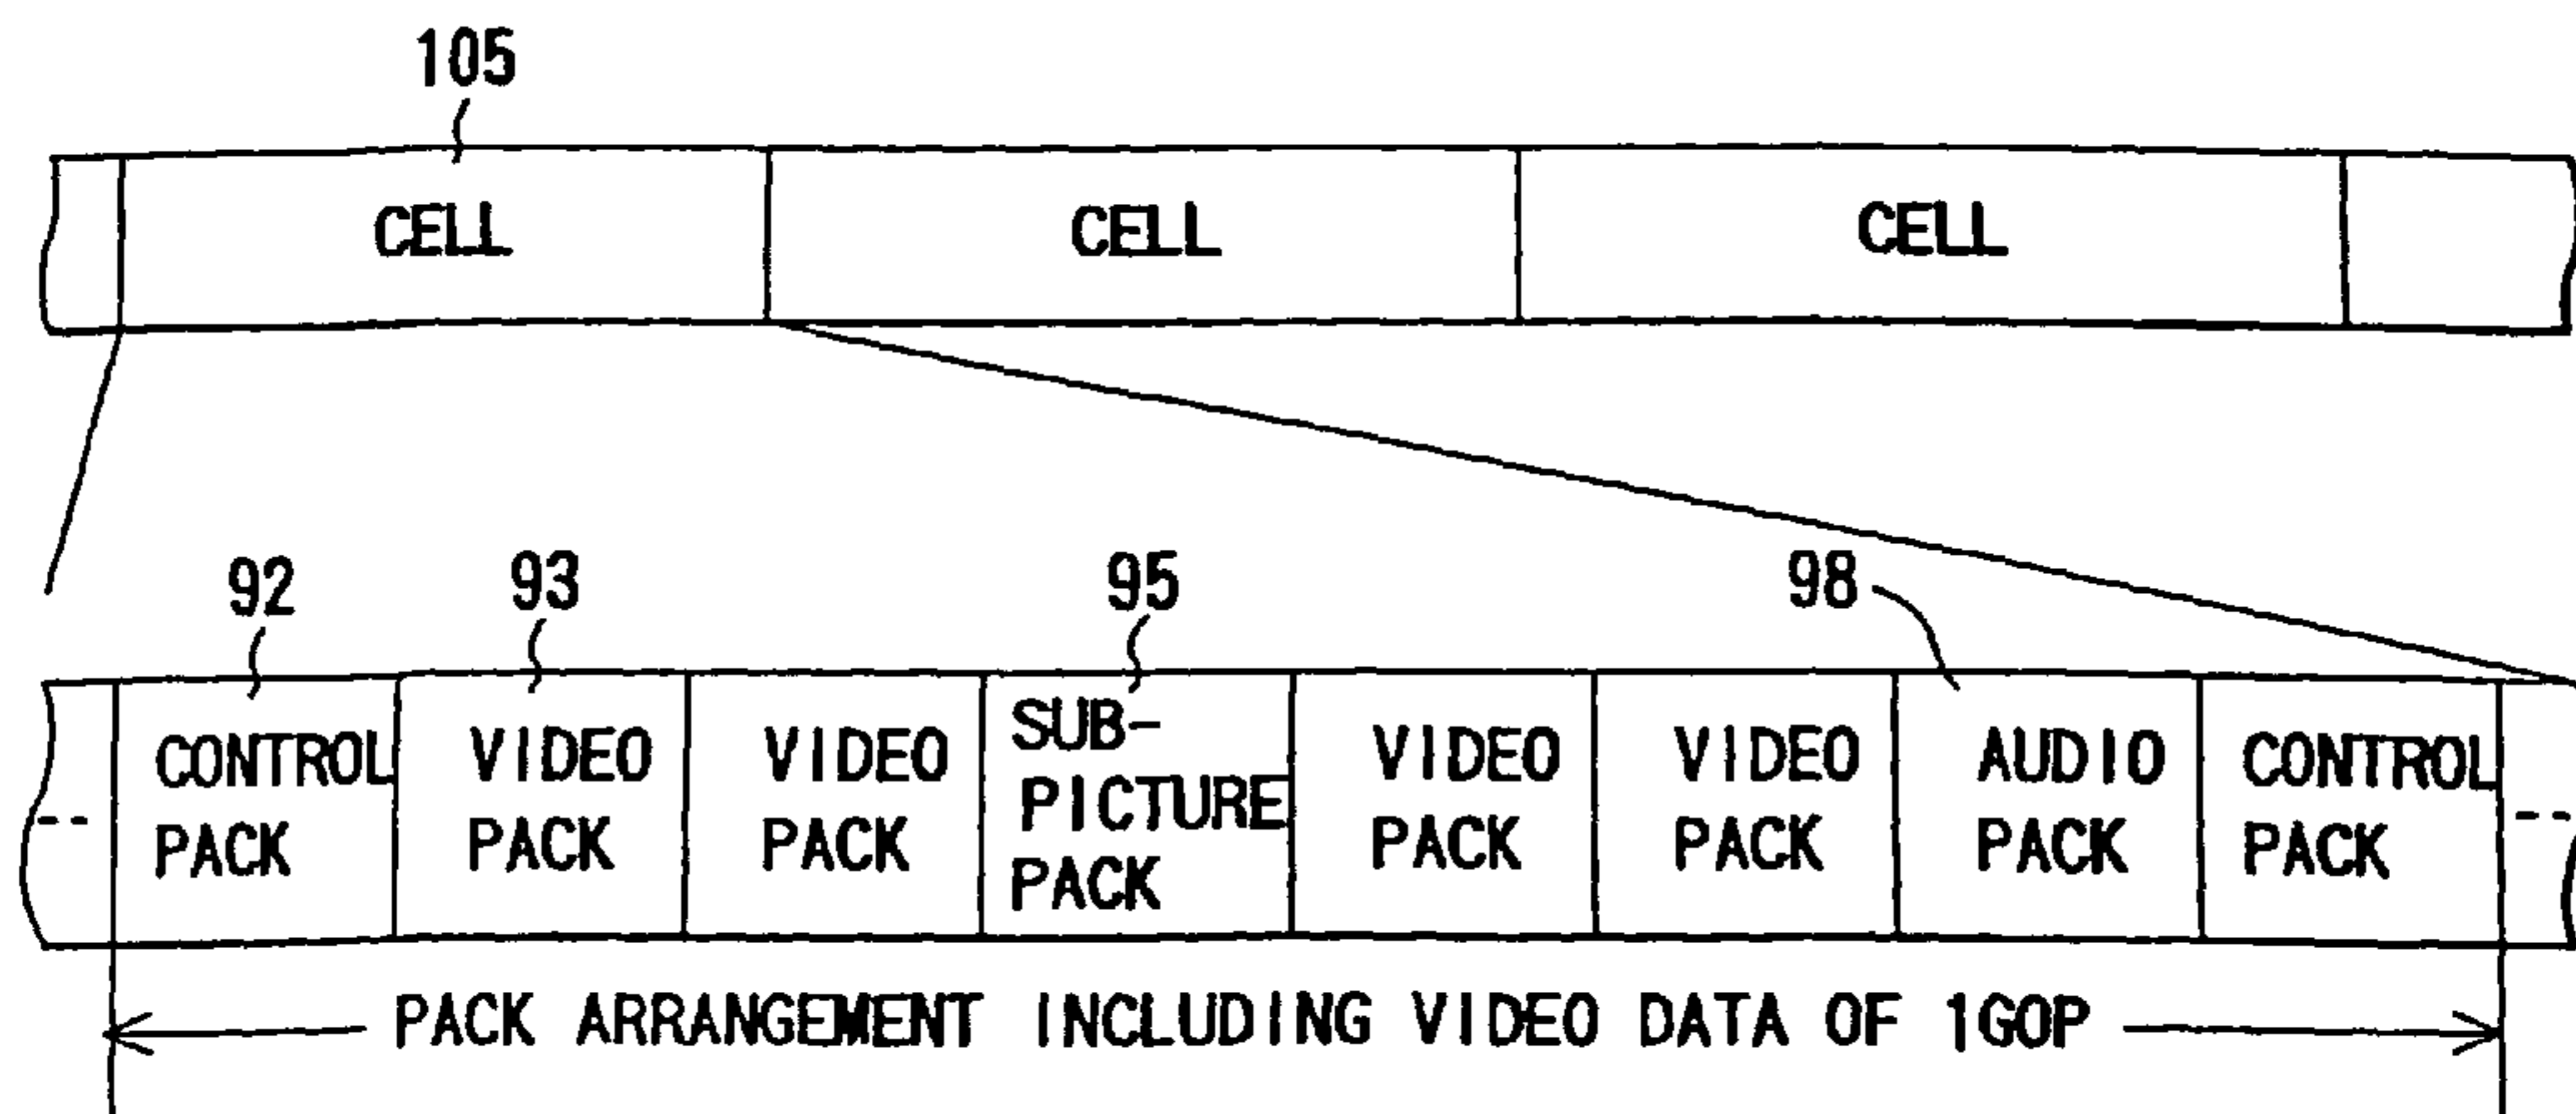 105
CELL CELL CELL
92 93 95 98
CONTROL PACK
VIDEO PACK
VIDEO PACK
SUB-
PICTURE
PACK
VIDEO PACK
VIDEO PACK
AUDIO PACK
CONTROL PACK
PACK ARRANGEMENT INCLUDING VIDEO DATA OF 1GOP